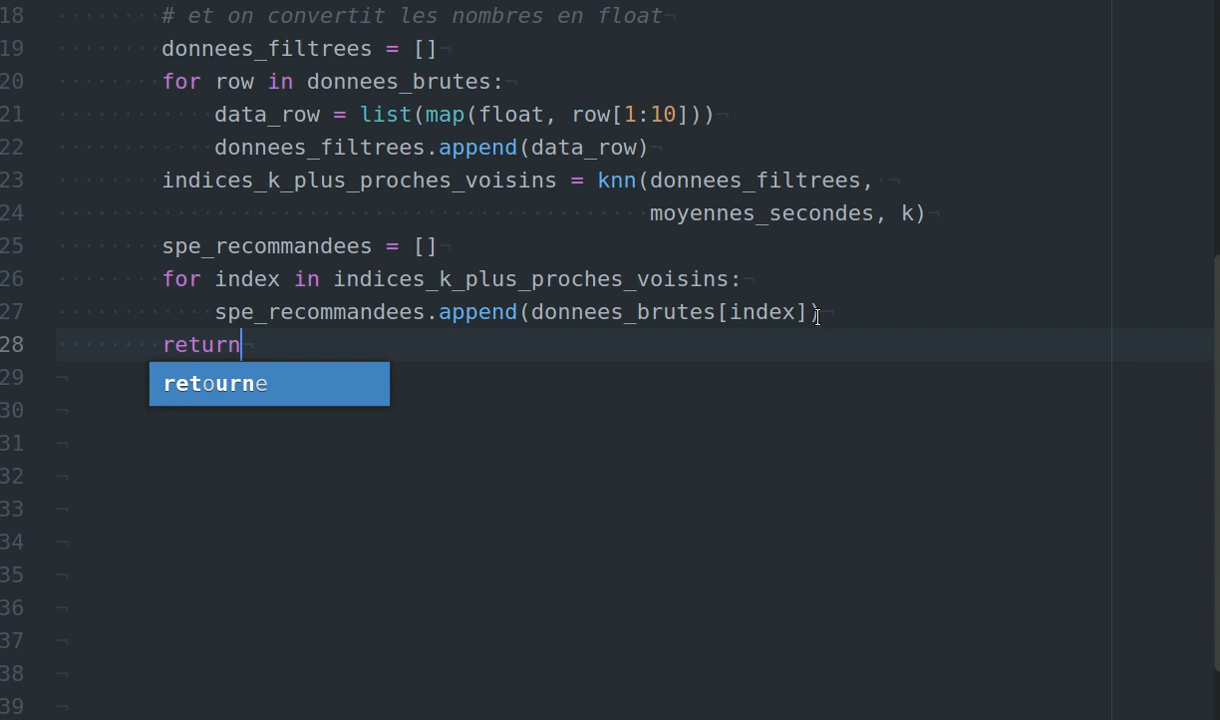 18 # et on convertit les nombres en float
19 donnees_filtrees = []
20 for row in donnees_brutes:
21 data_row = list(map(float, row[1:10]))
22 donnees_filtrees.append(data_row)
23 indices_k_plus_proches_voisins = knn(donnees_filtrees,
24 moyennes_secondes, k)
25 spe_recommandees = []
26 for index in indices_k_plus_proches_voisins:
27 spe_recommandees.append(donnees_brutes[index])
28 return
retourne
29
30
31
32
33
34
35
36
37
38
39